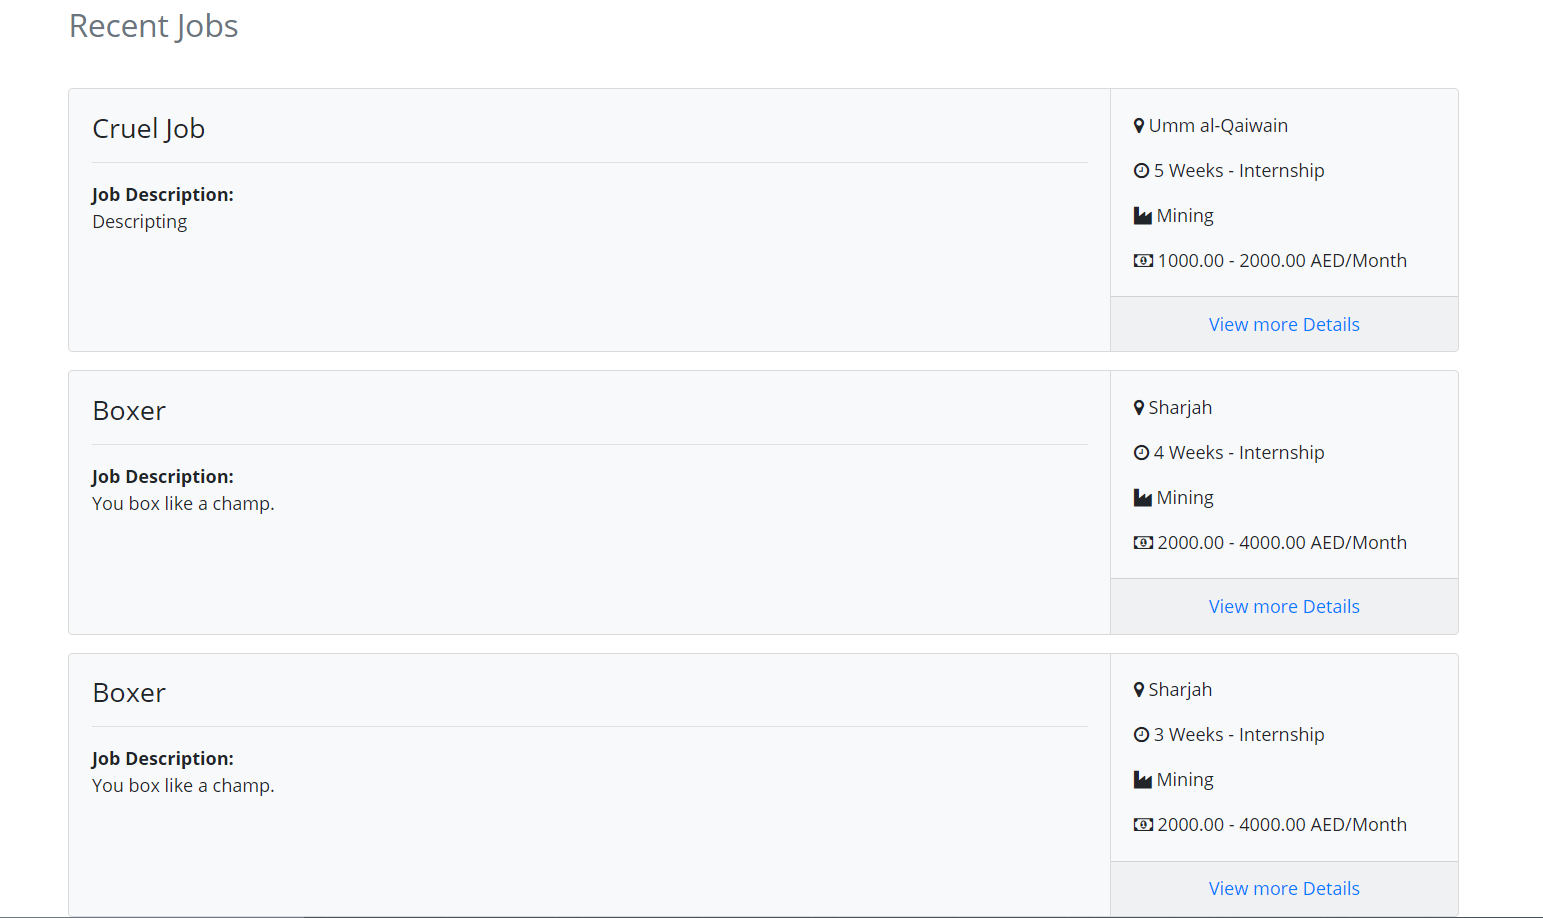 Recent Jobs
Cruel Job
Job Description:
Descripting
Umm al-Qaiwain
5 Weeks - Internship
Mining
1000.00 - 2000.00 AED/Month
View more Details
Boxer
Job Description:
You box like a champ.
Sharjah
4 Weeks - Internship
Mining
2000.00 - 4000.00 AED/Month
View more Details
Boxer
Job Description:
You box like a champ.
Sharjah
3 Weeks - Internship
Mining
2000.00 - 4000.00 AED/Month
View more Details